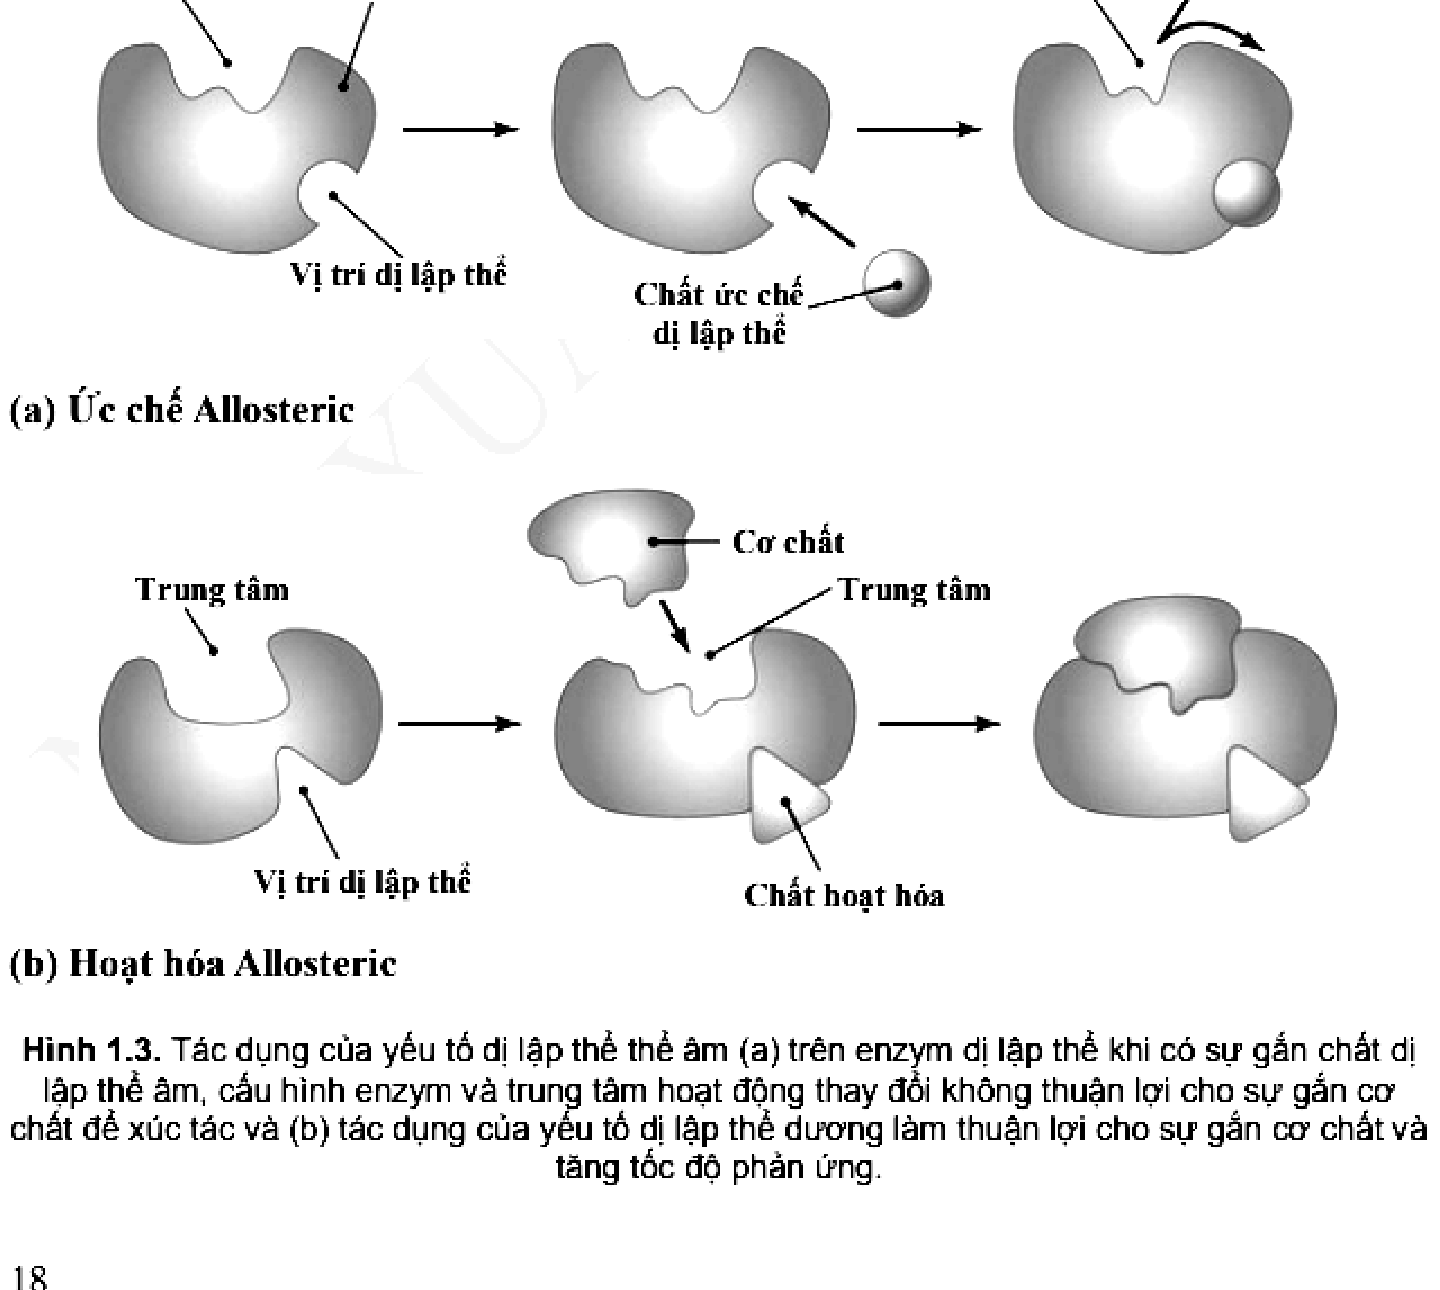 Vị trí dị lập thể
Chất ức chế
dị lập thể
(a) Ức chế Allosteric
Cơ chất
Trung tâm
Trung tâm
Vị trí dị lập thể
Chất hoạt hóa
(b) Hoạt hóa Allosteric
Hình 1.3. Tác dụng của yếu tố dị lập thể thể âm (a) trên enzym dị lập thể khi có sự gắn chất dị
lập thể âm, cấu hình enzym và trung tâm hoạt động thay đổi không thuận lợi cho sự gắn cơ
chất để xúc tác và (b) tác dụng của yếu tố dị lập thể dương làm thuận lợi cho sự gắn cơ chất và
tăng tốc độ phản ứng.
18